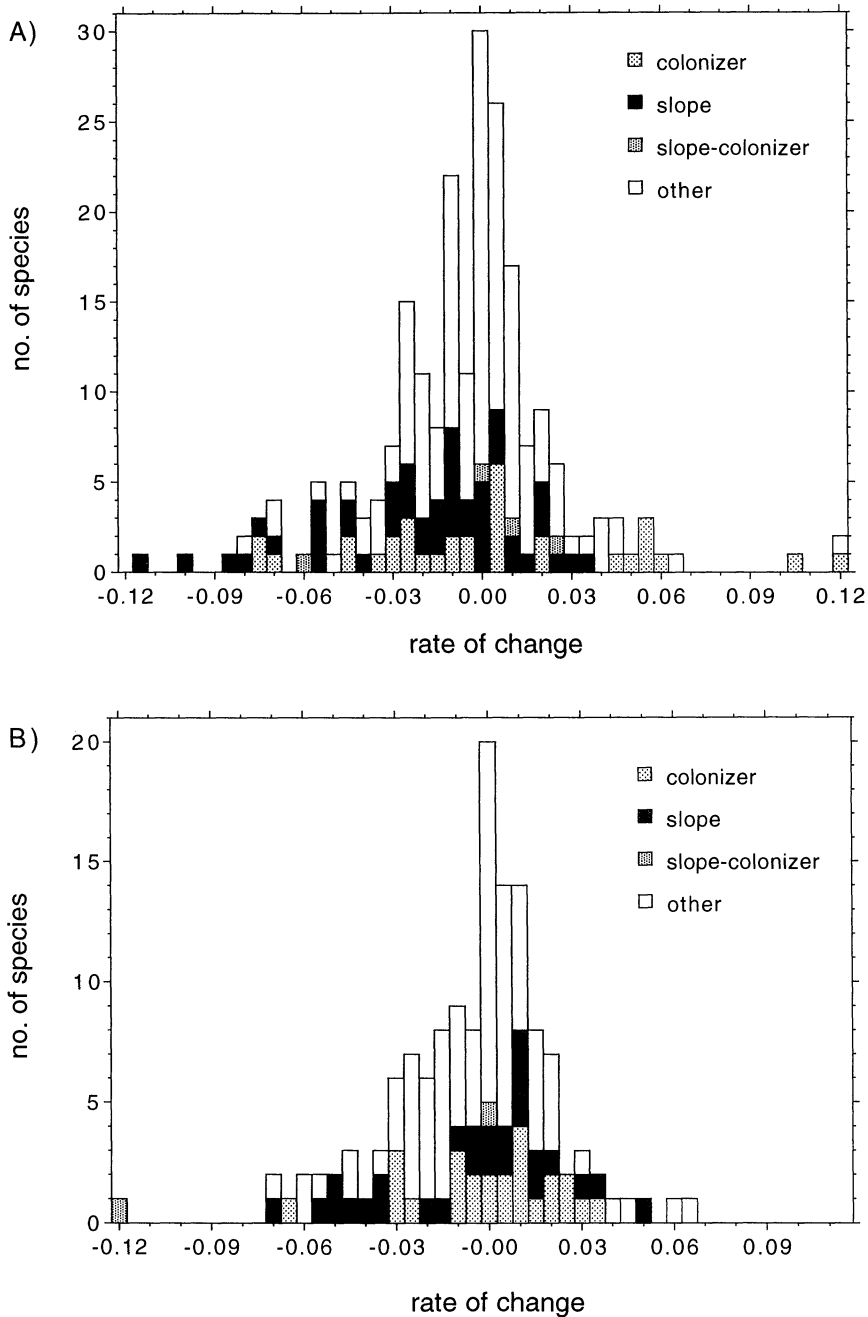 A)
30
25
20
15
10
5
0
no. of species
colonizer
slope
slope-colonizer
other
-0.12 -0.09 -0.06 -0.03 0.00 0.03 0.06 0.09 0.12
rate of change
B)
20
15
10
5
0
no. of species
colonizer
slope
slope-colonizer
other
-0.12 -0.09 -0.06 -0.03 -0.00 0.03 0.06 0.09
rate of change